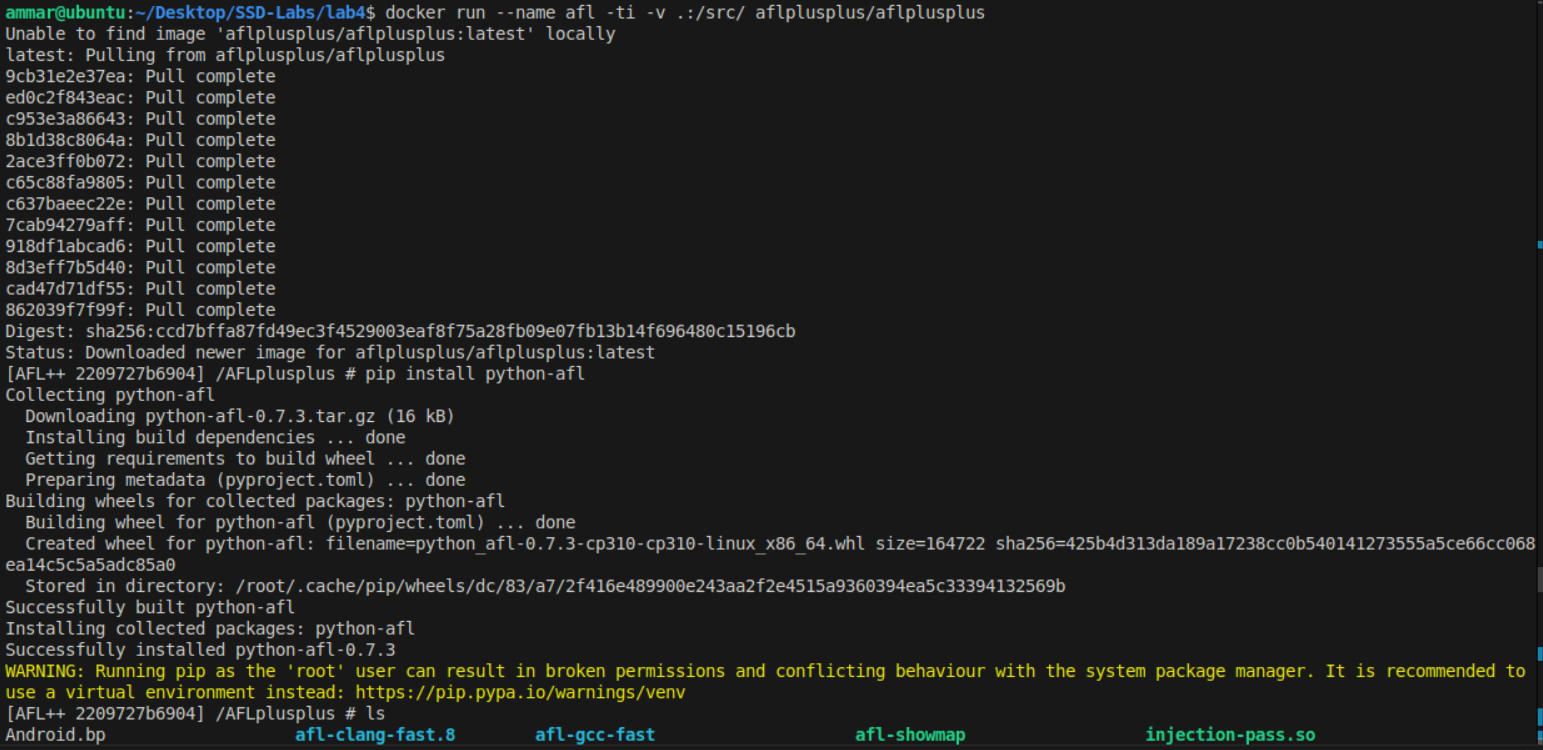 ammar@ubuntu:~/Desktop/SSD-Labs/lab4$ docker run --name afl -ti -v .:/src/ aflplusplus/aflplusplus
Unable to find image 'aflplusplus/aflplusplus:latest' locally
latest: Pulling from aflplusplus/aflplusplus
9cb31e2e37ea: Pull complete
ed0c2f843eac: Pull complete
c953e3a86643: Pull complete
8b1d38c8064a: Pull complete
2ace3ff0b072: Pull complete
c65c88fa9805: Pull complete
c637baeec22e: Pull complete
7cab94279aff: Pull complete
918df1abcad6: Pull complete
8d3eff7b5d40: Pull complete
cad47d71df55: Pull complete
862039f7f99f: Pull complete
Digest: sha256:ccd7bffa87fd49ec3f4529003eaf8f75a28fb09e07fb13b14f696480c15196cb
Status: Downloaded newer image for aflplusplus/aflplusplus:latest
[AFL++ 2209727b6904] /AFLplusplus # pip install python-afl
Collecting python-afl
  Downloading python-afl-0.7.3.tar.gz (16 kB)
  Installing build dependencies ... done
  Getting requirements to build wheel ... done
  Preparing metadata (pyproject.toml) ... done
Building wheels for collected packages: python-afl
  Building wheel for python-afl (pyproject.toml) ... done
  Created wheel for python-afl: filename=python_afl-0.7.3-cp310-cp310-linux_x86_64.whl size=164722 sha256=425b4d313da189a17238cc0b540141273555a5ce66cc068
ea14c5c5a5adc85a0
  Stored in directory: /root/.cache/pip/wheels/dc/83/a7/2f416e489900e243aa2f2e4515a9360394ea5c33394132569b
Successfully built python-afl
Installing collected packages: python-afl
Successfully installed python-afl-0.7.3
WARNING: Running pip as the 'root' user can result in broken permissions and conflicting behaviour with the system package manager. It is recommended to
use a virtual environment instead: https://pip.pypa.io/warnings/venv
[AFL++ 2209727b6904] /AFLplusplus # ls
Android.bp afl-clang-fast.8 afl-gcc-fast afl-showmap injection-pass.so